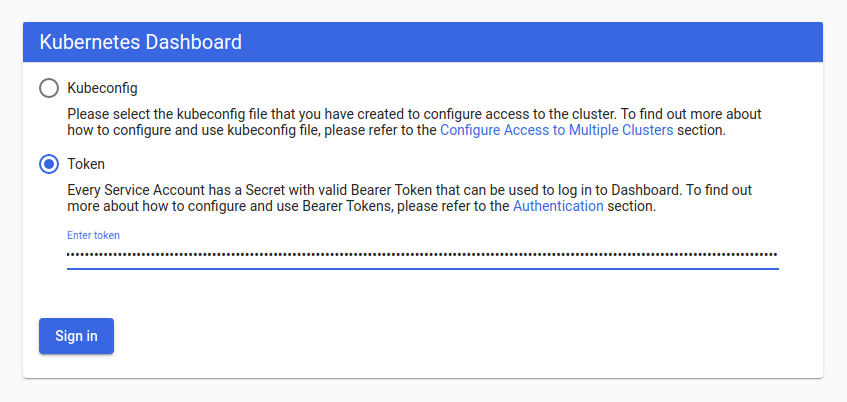 Kubernetes Dashboard
Kubeconfig
Please select the kubeconfig file that you have created to configure access to the cluster. To find out more about
how to configure and use kubeconfig file, please refer to the Configure Access to Multiple Clusters section.
Token
Every Service Account has a Secret with valid Bearer Token that can be used to log in to Dashboard. To find out
more about how to configure and use Bearer Tokens, please refer to the Authentication section.
Enter token
Sign in